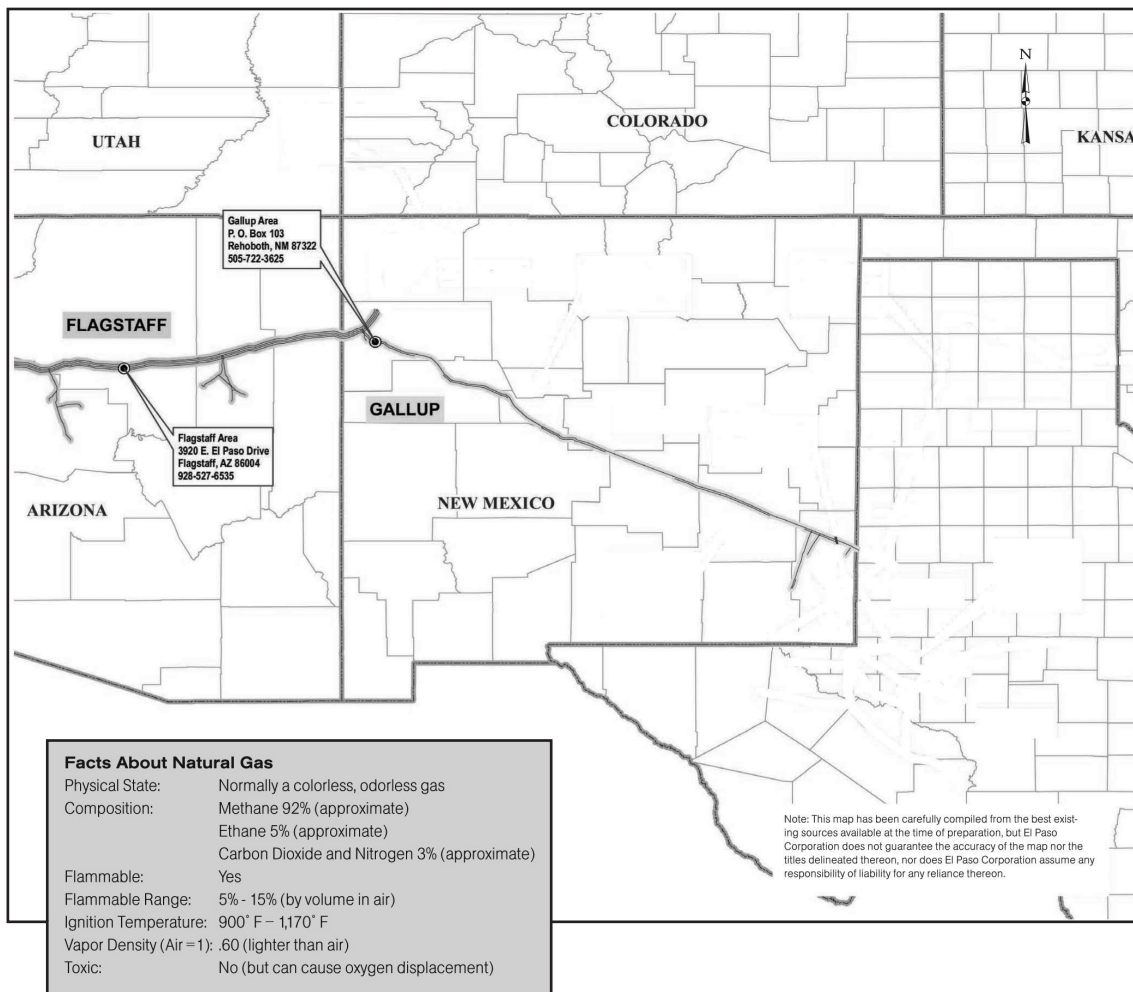 N
UTAH
COLORADO
KANSA
Gallup Area
P. O. Box 103
Rehoboth, NM 87322
505-722-3625
FLAGSTAFF
GALLUP
Flagstaff Area
3920 E. El Paso Drive
Flagstaff, AZ 86004
928-527-6535
ARIZONA
NEW MEXICO
Facts About Natural Gas
Physical State: Normally a colorless, odorless gas
Composition: Methane 92% (approximate)
Ethane 5% (approximate)
Carbon Dioxide and Nitrogen 3% (approximate)
Flammable: Yes
Flammable Range: 5% - 15% (by volume in air)
Ignition Temperature: 900° F – 1,170° F
Vapor Density (Air =1): .60 (lighter than air)
Toxic: No (but can cause oxygen displacement)
Note: This map has been carefully compiled from the best exist-
ing sources available at the time of preparation, but El Paso
Corporation does not guarantee the accuracy of the map nor the
titles delineated thereon, nor does El Paso Corporation assume any
responsibility of liability for any reliance thereon.